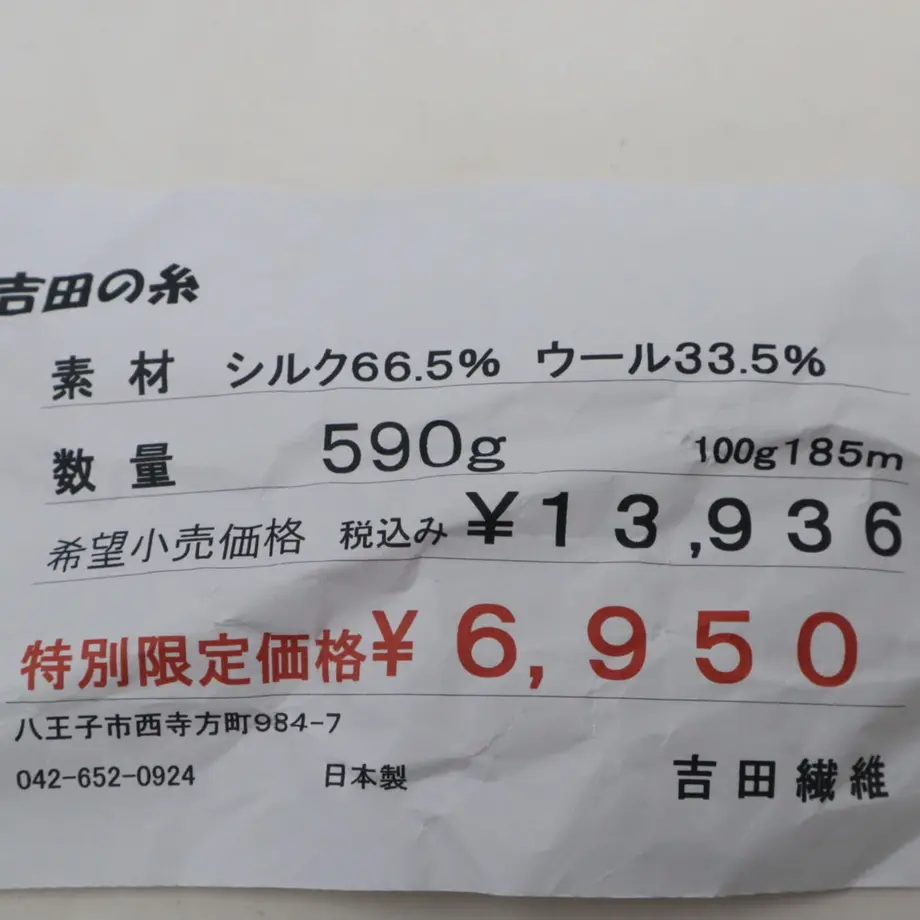 吉田の糸
素材 シルク66.5% ウール33.5%
数量 590g 100g185m
希望小売価格 税込み ¥13,936
特別限定価格¥6,950
八王子市西寺方町984-7
042-652-0924 日本製 吉田繊維